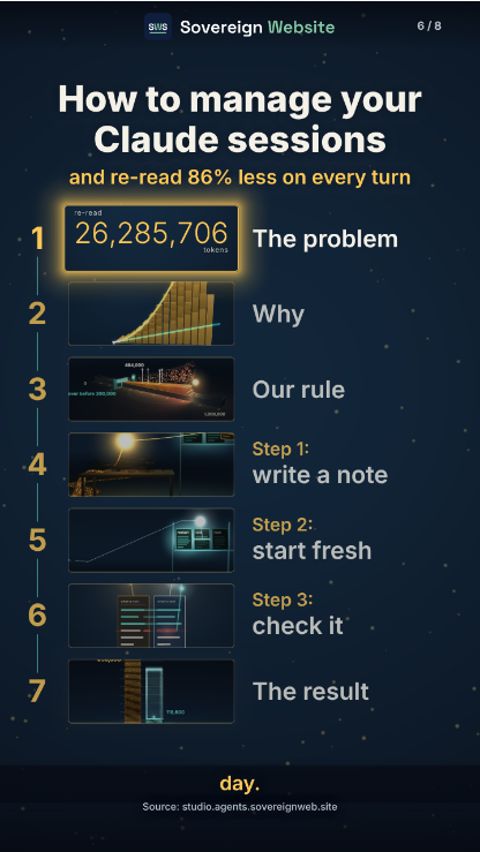 SWS Sovereign Website
6 / 8
How to manage your
Claude sessions
and re-read 86% less on every turn
1
re-read
26,285,706
tokens
The problem
2
Why
3
484,000
over before 200,000
1,000,000
Our rule
4
Step 1:
write a note
5
Step 2:
start fresh
6
Step 3:
check it
7
The result
day.
Source: studio.agents.sovereignweb.site